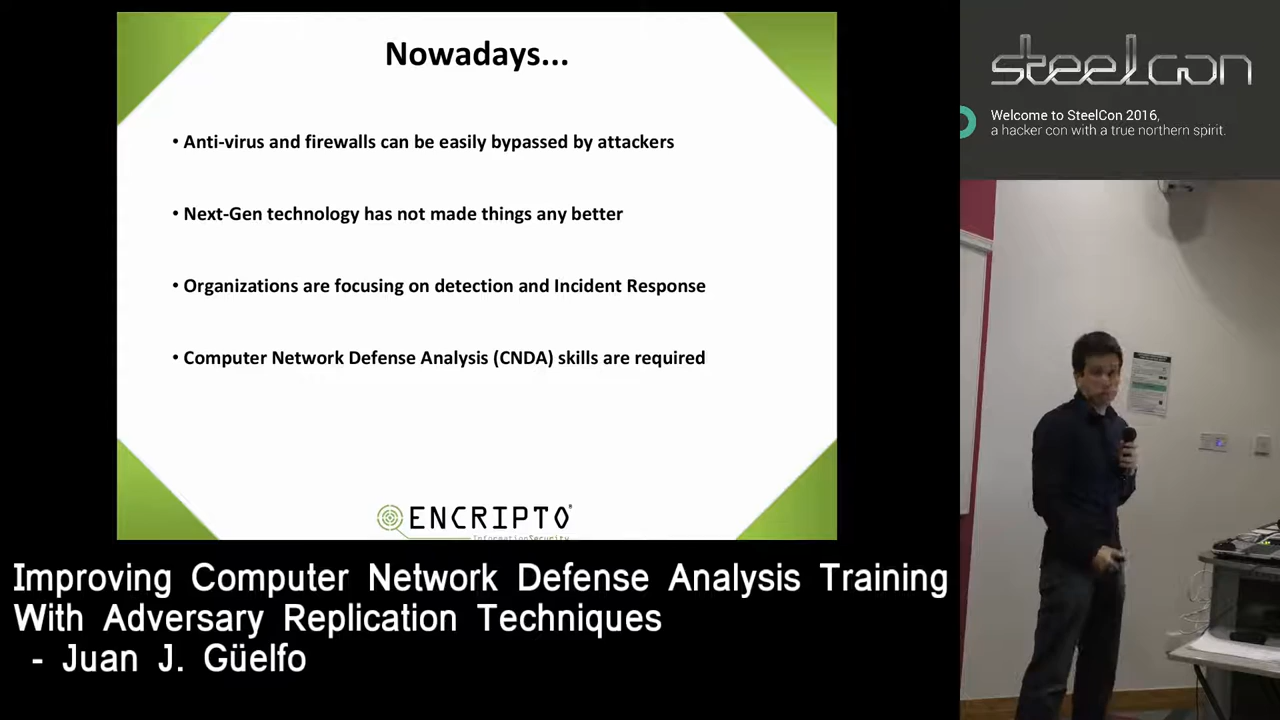 Nowadays...
• Anti-virus and firewalls can be easily bypassed by attackers
• Next-Gen technology has not made things any better
• Organizations are focusing on detection and Incident Response
• Computer Network Defense Analysis (CNDA) skills are required
ENCRIPTO
InformationSecurity
steelcon
Welcome to SteelCon 2016,
a hacker con with a true northern spirit.
Improving Computer Network Defense Analysis Training
With Adversary Replication Techniques
- Juan J. Güelfo